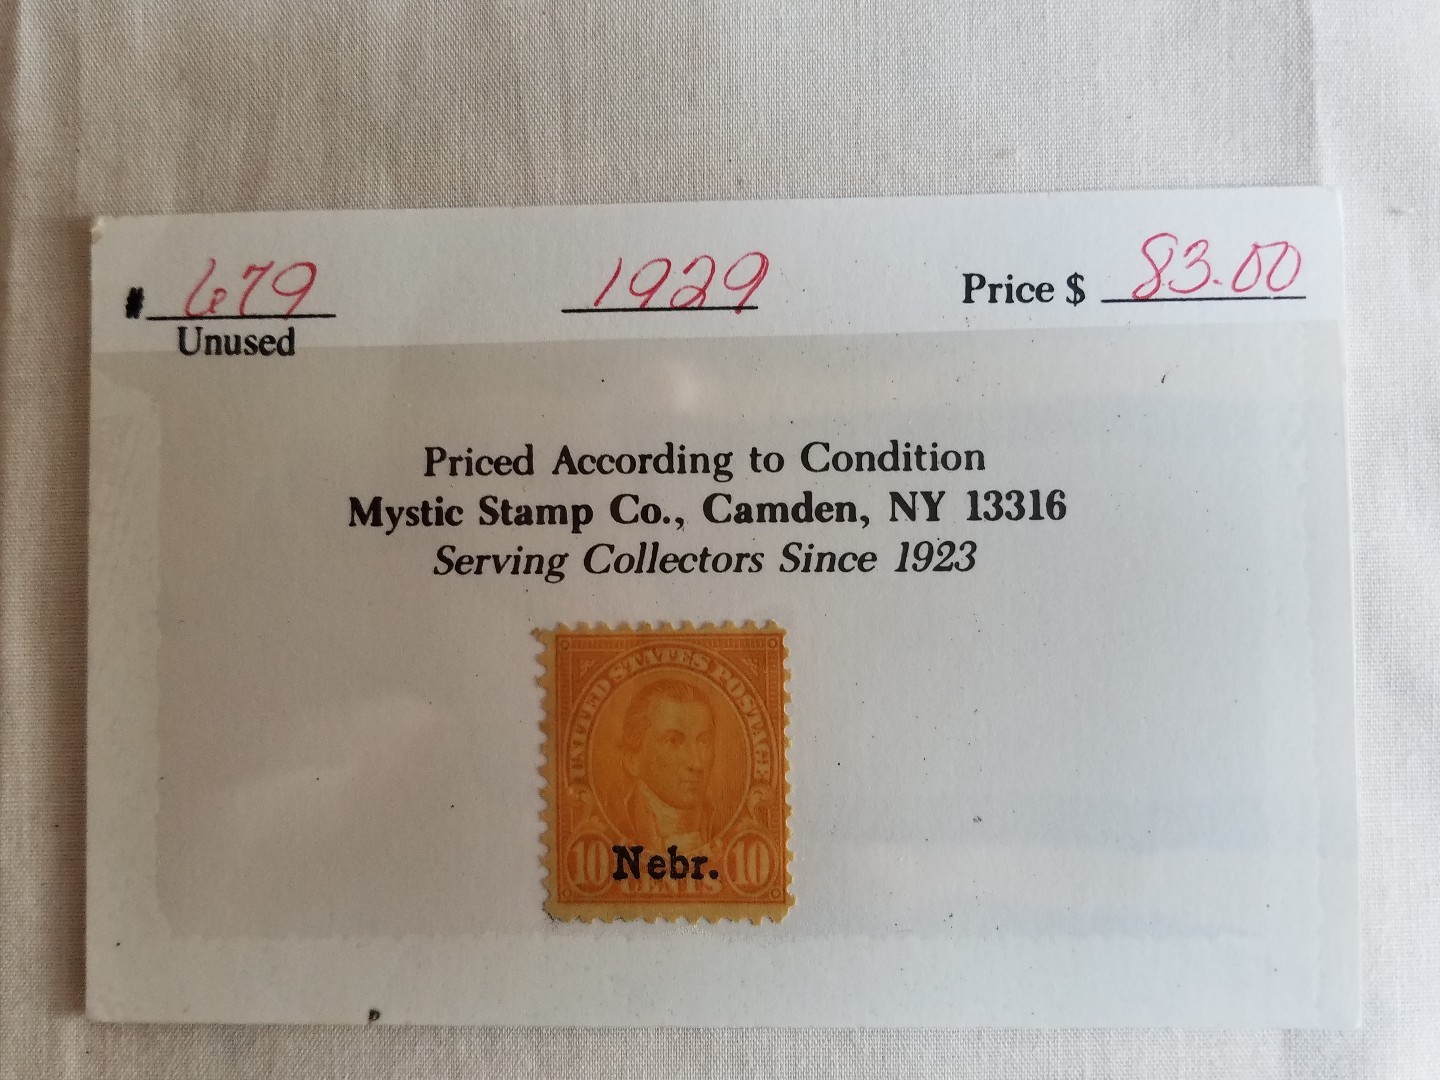 # 679 1929 Price $ 83.00
Unused
Priced According to Condition
Mystic Stamp Co., Camden, NY 13316
Serving Collectors Since 1923
UNITED STATES POSTAGE
10 Nebr. 10
CENTS